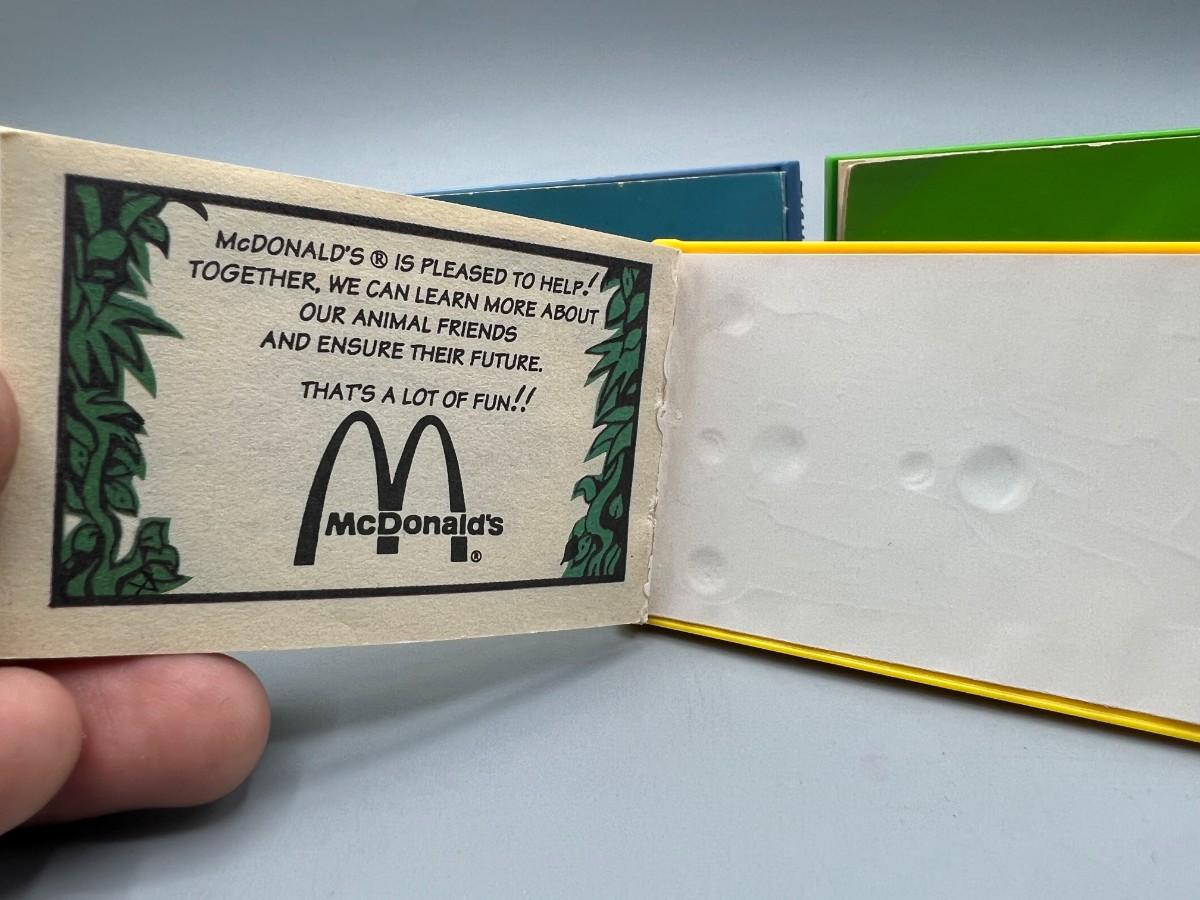 McDONALD'S ® IS PLEASED TO HELP!
TOGETHER, WE CAN LEARN MORE ABOUT
OUR ANIMAL FRIENDS
AND ENSURE THEIR FUTURE.
THAT'S A LOT OF FUN!!
McDonald's
®